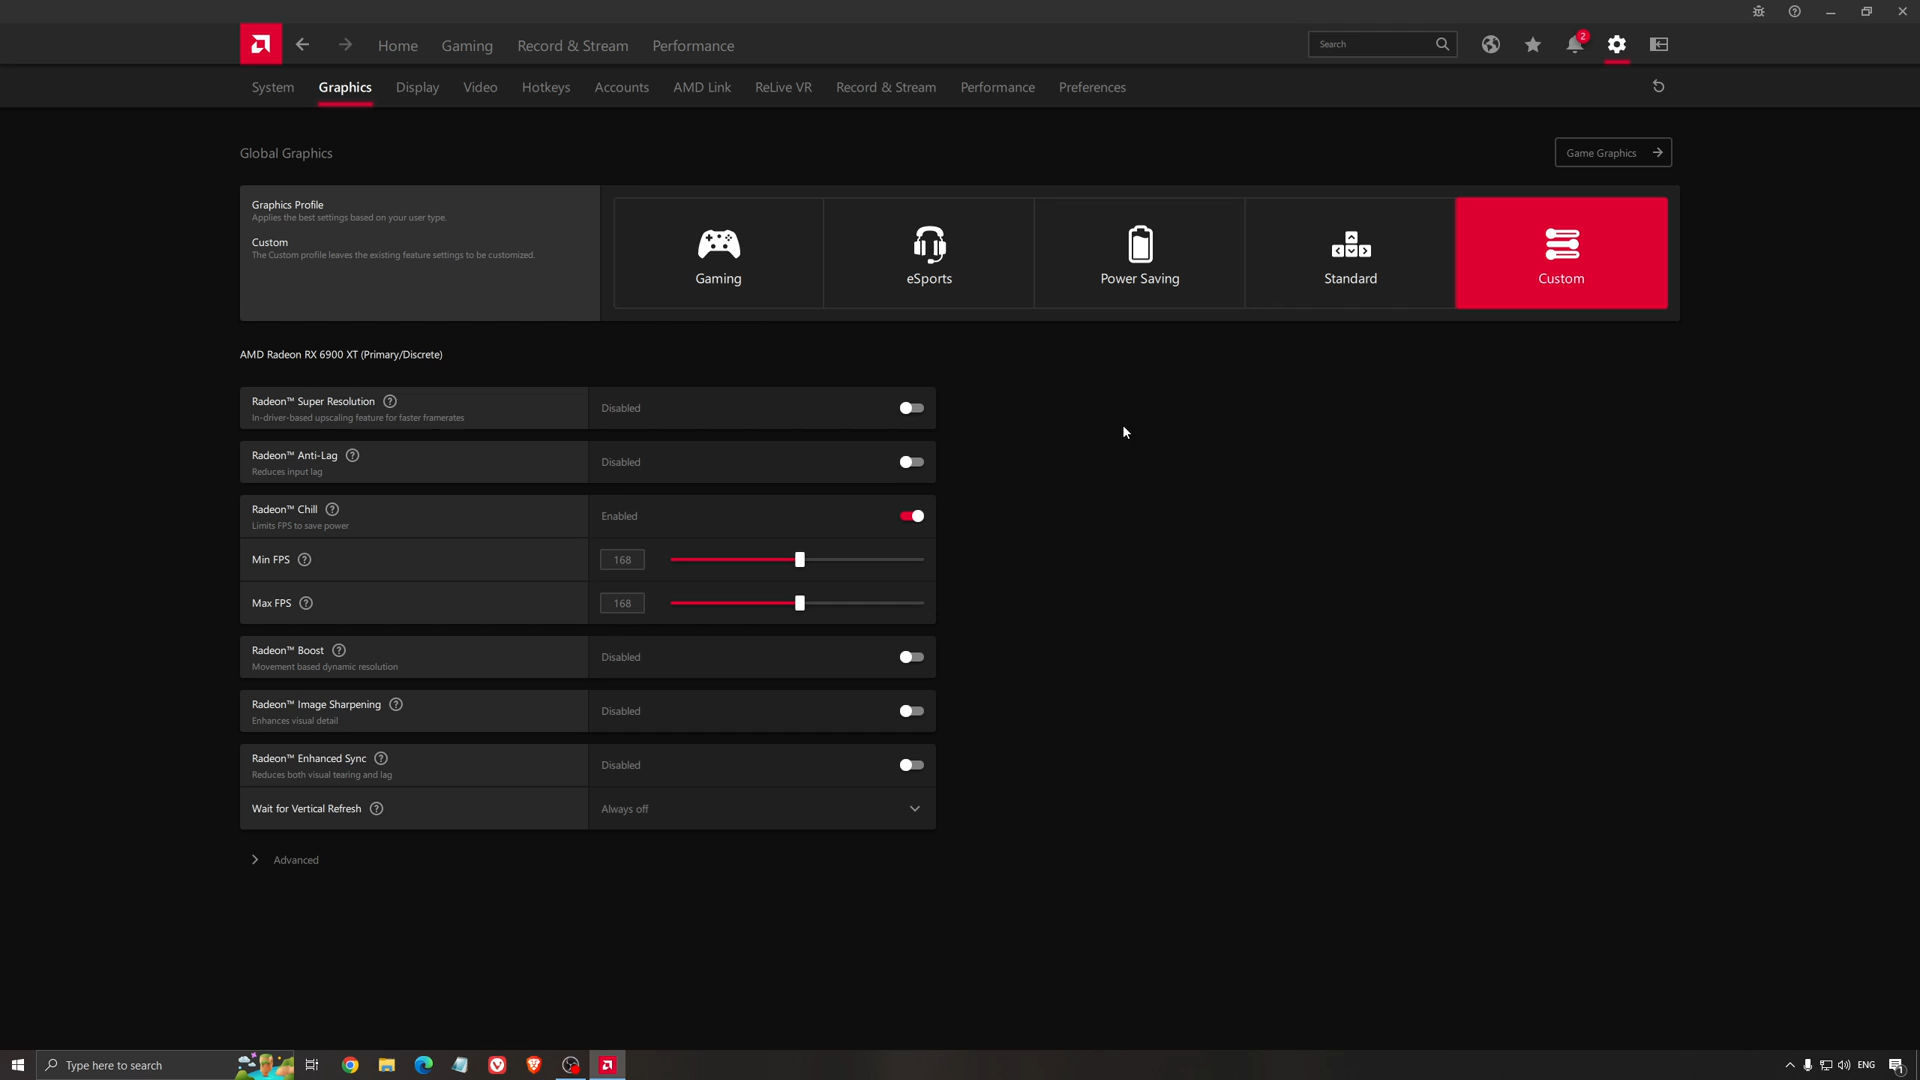 2
Home Gaming Record & Stream Performance Search
System Graphics Display Video Hotkeys Accounts AMD Link ReLive VR Record & Stream Performance Preferences
Global Graphics
Game Graphics
Graphics Profile
Applies the best settings based on your user type.
Custom
The Custom profile leaves the existing feature settings to be customized.
Gaming eSports Power Saving Standard Custom
AMD Radeon RX 6900 XT (Primary/Discrete)
Radeon™ Super Resolution ?
In-driver-based upscaling feature for faster framerates
Disabled
Radeon™ Anti-Lag ?
Reduces input lag
Disabled
Radeon™ Chill ?
Limits FPS to save power
Enabled
Min FPS ? 168
Max FPS ? 168
Radeon™ Boost ?
Movement based dynamic resolution
Disabled
Radeon™ Image Sharpening ?
Enhances visual detail
Disabled
Radeon™ Enhanced Sync ?
Reduces both visual tearing and lag
Disabled
Wait for Vertical Refresh ? Always off
Advanced
Type here to search ENG 1